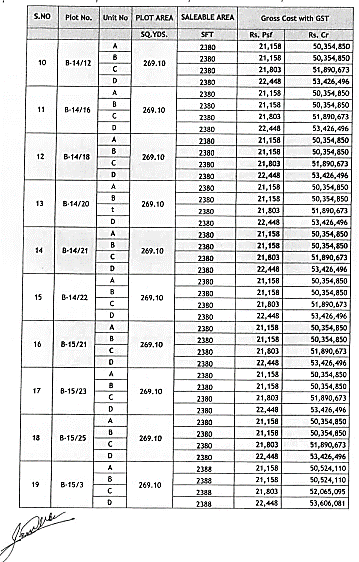 S.NO Plot No. Unit No PLOT AREA SALEABLE AREA Gross Cost with GST
SQ.YDS. SFT Rs. Psf Rs. Cr
10 B-14/12 269.10
A 2380 21,158 50,354,850
B 2380 21,158 50,354,850
C 2380 21,803 51,890,673
D 2380 22,448 53,426,496
11 B-14/16 269.10
A 2380 21,158 50,354,850
B 2380 21,158 50,354,850
C 2380 21,803 51,890,673
D 2380 22,448 53,426,496
12 B-14/18 269.10
A 2380 21,158 50,354,850
B 2380 21,158 50,354,850
C 2380 21,803 51,890,673
D 2380 22,448 53,426,496
13 B-14/20 269.10
A 2380 21,158 50,354,850
B 2380 21,158 50,354,850
t 2380 21,803 51,890,673
D 2380 22,448 53,426,496
14 B-14/21 269.10
A 2380 21,158 50,354,850
B 2380 21,158 50,354,850
C 2380 21,803 51,890,673
D 2380 22,448 53,426,496
15 B-14/22 269.10
A 2380 21,158 50,354,850
B 2380 21,158 50,354,850
C 2380 21,803 51,890,673
D 2380 22,448 53,426,496
16 B-15/21 269.10
A 2380 21,158 50,354,850
B 2380 21,158 50,354,850
C 2380 21,803 51,890,673
D 2380 22,448 53,426,496
17 B-15/23 269.10
A 2380 21,158 50,354,850
B 2380 21,158 50,354,850
C 2380 21,803 51,890,673
D 2380 22,448 53,426,496
18 B-15/25 269.10
A 2380 21,158 50,354,850
B 2380 21,158 50,354,850
C 2380 21,803 51,890,673
D 2380 22,448 53,426,496
19 B-15/3 269.10
A 2388 21,158 50,524,110
B 2388 21,158 50,524,110
C 2388 21,803 52,065,095
D 2388 22,448 53,606,081